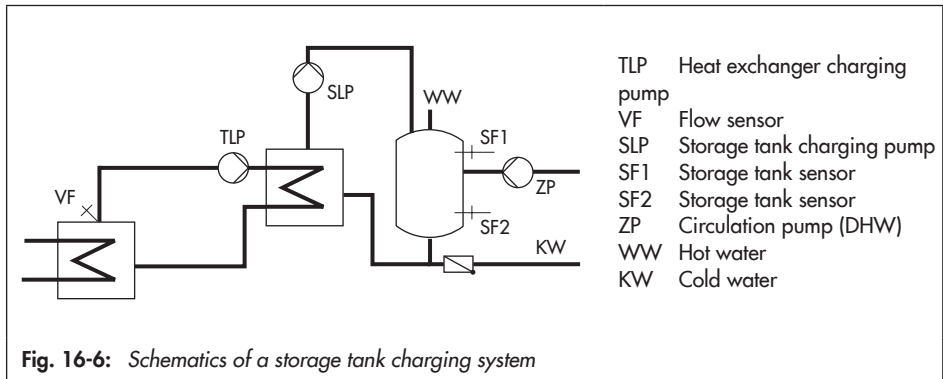 SLP
WW
TLP
SF1
VF
ZP
SF2
KW
TLP Heat exchanger charging
pump
VF Flow sensor
SLP Storage tank charging pump
SF1 Storage tank sensor
SF2 Storage tank sensor
ZP Circulation pump (DHW)
WW Hot water
KW Cold water
Fig. 16-6: Schematics of a storage tank charging system